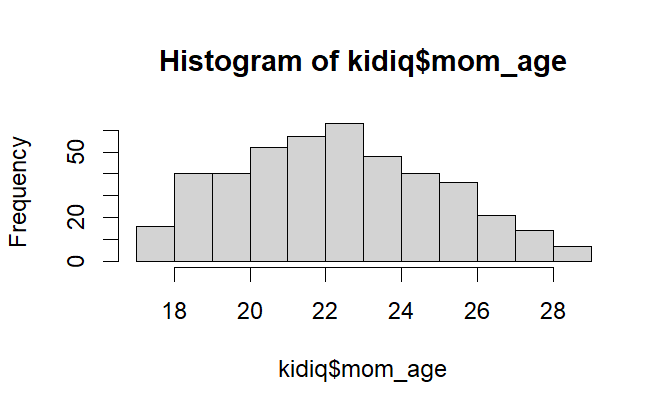 Histogram of kidiq$mom_age
Frequency
50
20
0
18 20 22 24 26 28
kidiq$mom_age